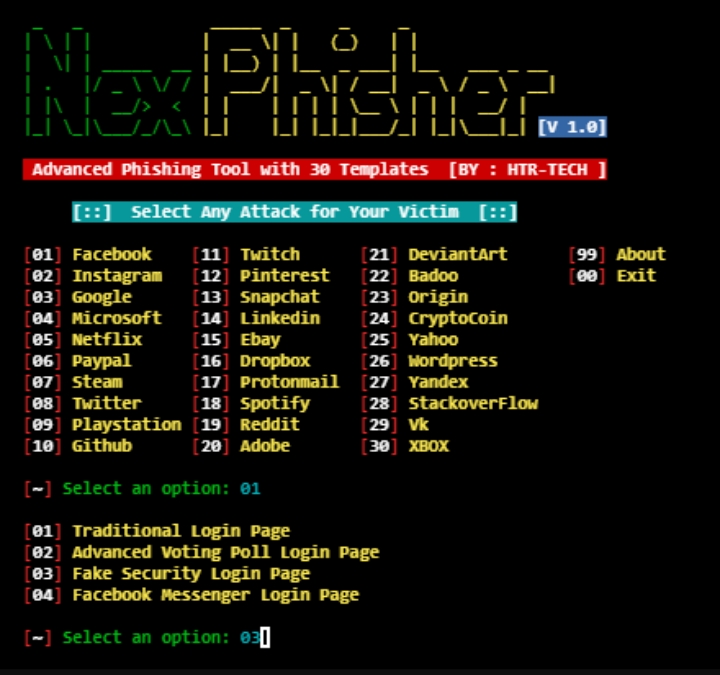 NexPhisher
[V 1.0]
Advanced Phishing Tool with 30 Templates [BY : HTR-TECH ]
[::] Select Any Attack for Your Victim [::]
[01] Facebook [11] Twitch [21] DeviantArt [99] About
[02] Instagram [12] Pinterest [22] Badoo [00] Exit
[03] Google [13] Snapchat [23] Origin
[04] Microsoft [14] Linkedin [24] CryptoCoin
[05] Netflix [15] Ebay [25] Yahoo
[06] Paypal [16] Dropbox [26] Wordpress
[07] Steam [17] Protonmail [27] Yandex
[08] Twitter [18] Spotify [28] StackoverFlow
[09] Playstation [19] Reddit [29] Vk
[10] Github [20] Adobe [30] XBOX
[~] Select an option: 01
[01] Traditional Login Page
[02] Advanced Voting Poll Login Page
[03] Fake Security Login Page
[04] Facebook Messenger Login Page
[~] Select an option: 03